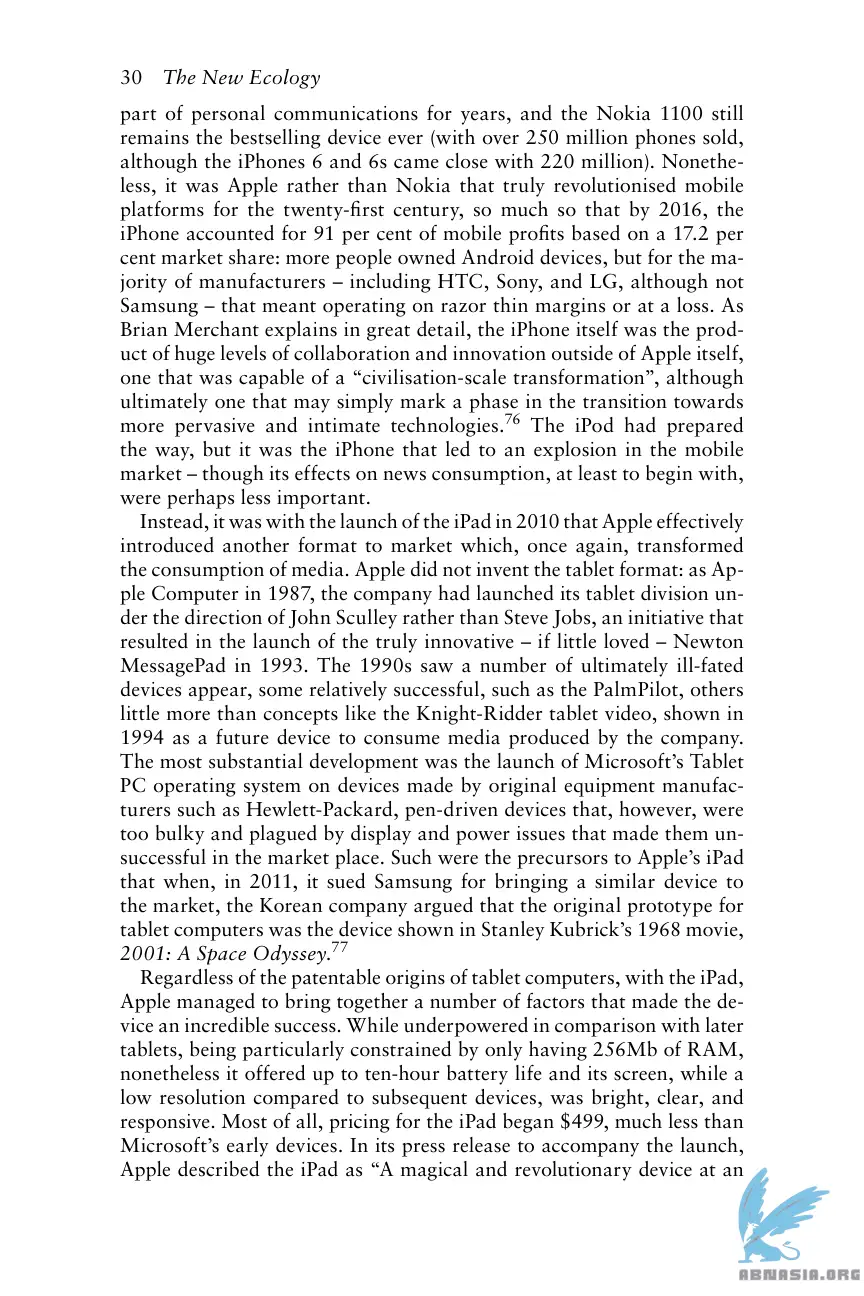 30 The New Ecology
part of personal communications for years, and the Nokia 1100 still
remains the bestselling device ever (with over 250 million phones sold,
although the iPhones 6 and 6s came close with 220 million). Nonethe-
less, it was Apple rather than Nokia that truly revolutionised mobile
platforms for the twenty-first century, so much so that by 2016, the
iPhone accounted for 91 per cent of mobile profits based on a 17.2 per
cent market share: more people owned Android devices, but for the ma-
jority of manufacturers – including HTC, Sony, and LG, although not
Samsung – that meant operating on razor thin margins or at a loss. As
Brian Merchant explains in great detail, the iPhone itself was the prod-
uct of huge levels of collaboration and innovation outside of Apple itself,
one that was capable of a “civilisation-scale transformation”, although
ultimately one that may simply mark a phase in the transition towards
more pervasive and intimate technologies.76 The iPod had prepared
the way, but it was the iPhone that led to an explosion in the mobile
market – though its effects on news consumption, at least to begin with,
were perhaps less important.
Instead, it was with the launch of the iPad in 2010 that Apple effectively
introduced another format to market which, once again, transformed
the consumption of media. Apple did not invent the tablet format: as Ap-
ple Computer in 1987, the company had launched its tablet division un-
der the direction of John Sculley rather than Steve Jobs, an initiative that
resulted in the launch of the truly innovative – if little loved – Newton
MessagePad in 1993. The 1990s saw a number of ultimately ill-fated
devices appear, some relatively successful, such as the PalmPilot, others
little more than concepts like the Knight-Ridder tablet video, shown in
1994 as a future device to consume media produced by the company.
The most substantial development was the launch of Microsoft’s Tablet
PC operating system on devices made by original equipment manufac-
turers such as Hewlett-Packard, pen-driven devices that, however, were
too bulky and plagued by display and power issues that made them un-
successful in the market place. Such were the precursors to Apple’s iPad
that when, in 2011, it sued Samsung for bringing a similar device to
the market, the Korean company argued that the original prototype for
tablet computers was the device shown in Stanley Kubrick’s 1968 movie,
2001: A Space Odyssey.77
Regardless of the patentable origins of tablet computers, with the iPad,
Apple managed to bring together a number of factors that made the de-
vice an incredible success. While underpowered in comparison with later
tablets, being particularly constrained by only having 256Mb of RAM,
nonetheless it offered up to ten-hour battery life and its screen, while a
low resolution compared to subsequent devices, was bright, clear, and
responsive. Most of all, pricing for the iPad began $499, much less than
Microsoft’s early devices. In its press release to accompany the launch,
Apple described the iPad as “A magical and revolutionary device at an
ABNASIA.ORG